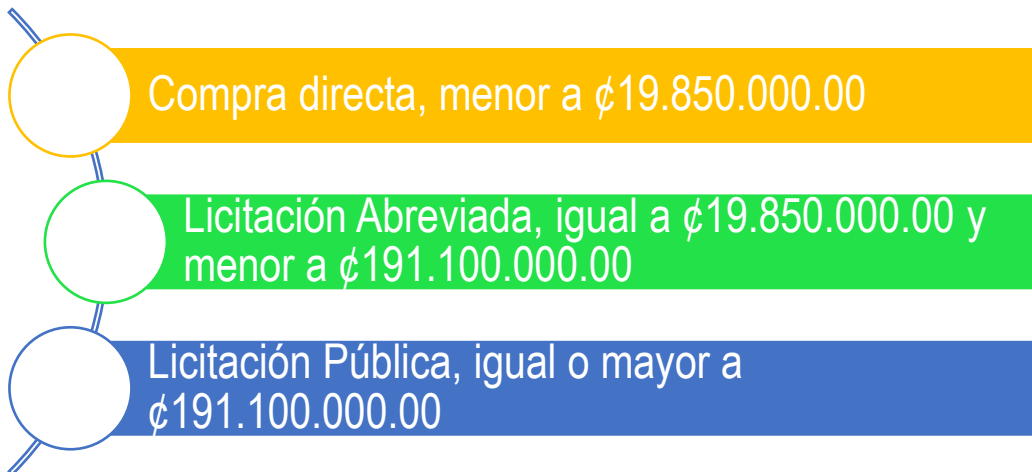 Compra directa, menor a ¢19.850.000.00
Licitación Abreviada, igual a ¢19.850.000.00 y
menor a ¢191.100.000.00
Licitación Pública, igual o mayor a
¢191.100.000.00